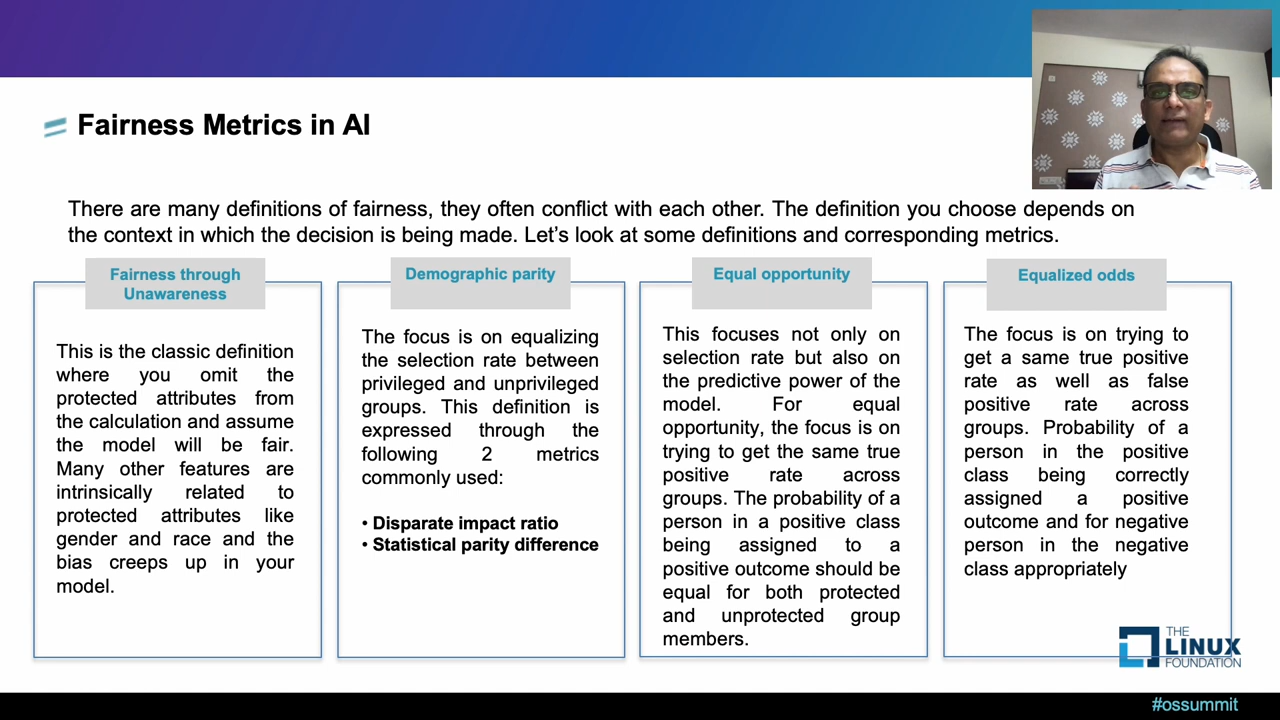 Fairness Metrics in AI
There are many definitions of fairness, they often conflict with each other. The definition you choose depends on
the context in which the decision is being made. Let's look at some definitions and corresponding metrics.
Fairness through
Unawareness
This is the classic definition
where you omit the
protected attributes from
the calculation and assume
the model will be fair.
Many other features are
intrinsically related to
protected attributes like
gender and race and the
bias creeps up in your
model.
Demographic parity
The focus is on equalizing
the selection rate between
privileged and unprivileged
groups. This definition is
expressed through the
following 2 metrics
commonly used:
• Disparate impact ratio
• Statistical parity difference
Equal opportunity
This focuses not only on
selection rate but also on
the predictive power of the
model. For equal
opportunity, the focus is on
trying to get the same true
positive rate across
groups. The probability of a
person in a positive class
being assigned to a
positive outcome should be
equal for both protected
and unprotected group
members.
Equalized odds
The focus is on trying to
get a same true positive
rate as well as false
positive rate across
groups. Probability of a
person in the positive
class being correctly
assigned a positive
outcome and for negative
person in the negative
class appropriately
THE
LINUX
FOUNDATION
#ossummit